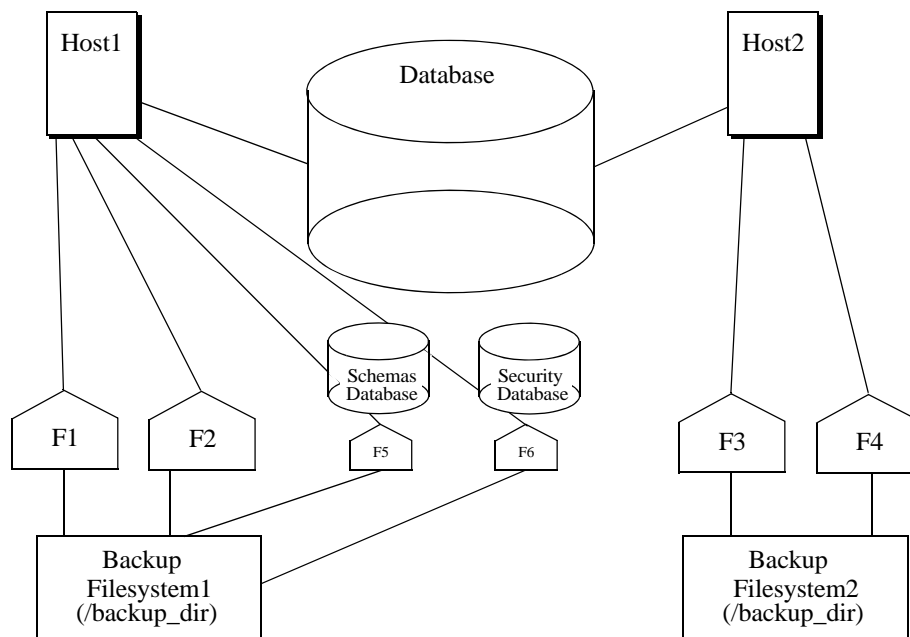 Host1
Host2
Database
Schemas
Database
Security
Database
F1
F2
F5
F6
F3
F4
Backup
Filesystem1
(/backup_dir)
Backup
Filesystem2
(/backup_dir)